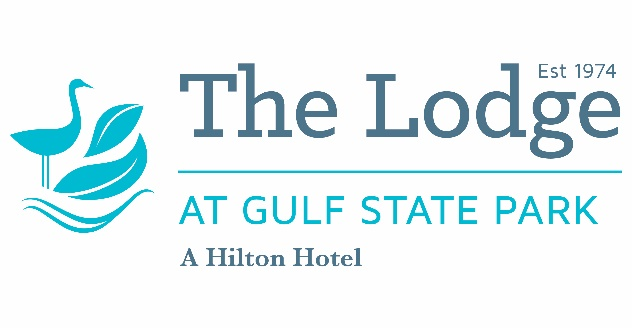 Est 1974
The Lodge
AT GULF STATE PARK
A Hilton Hotel